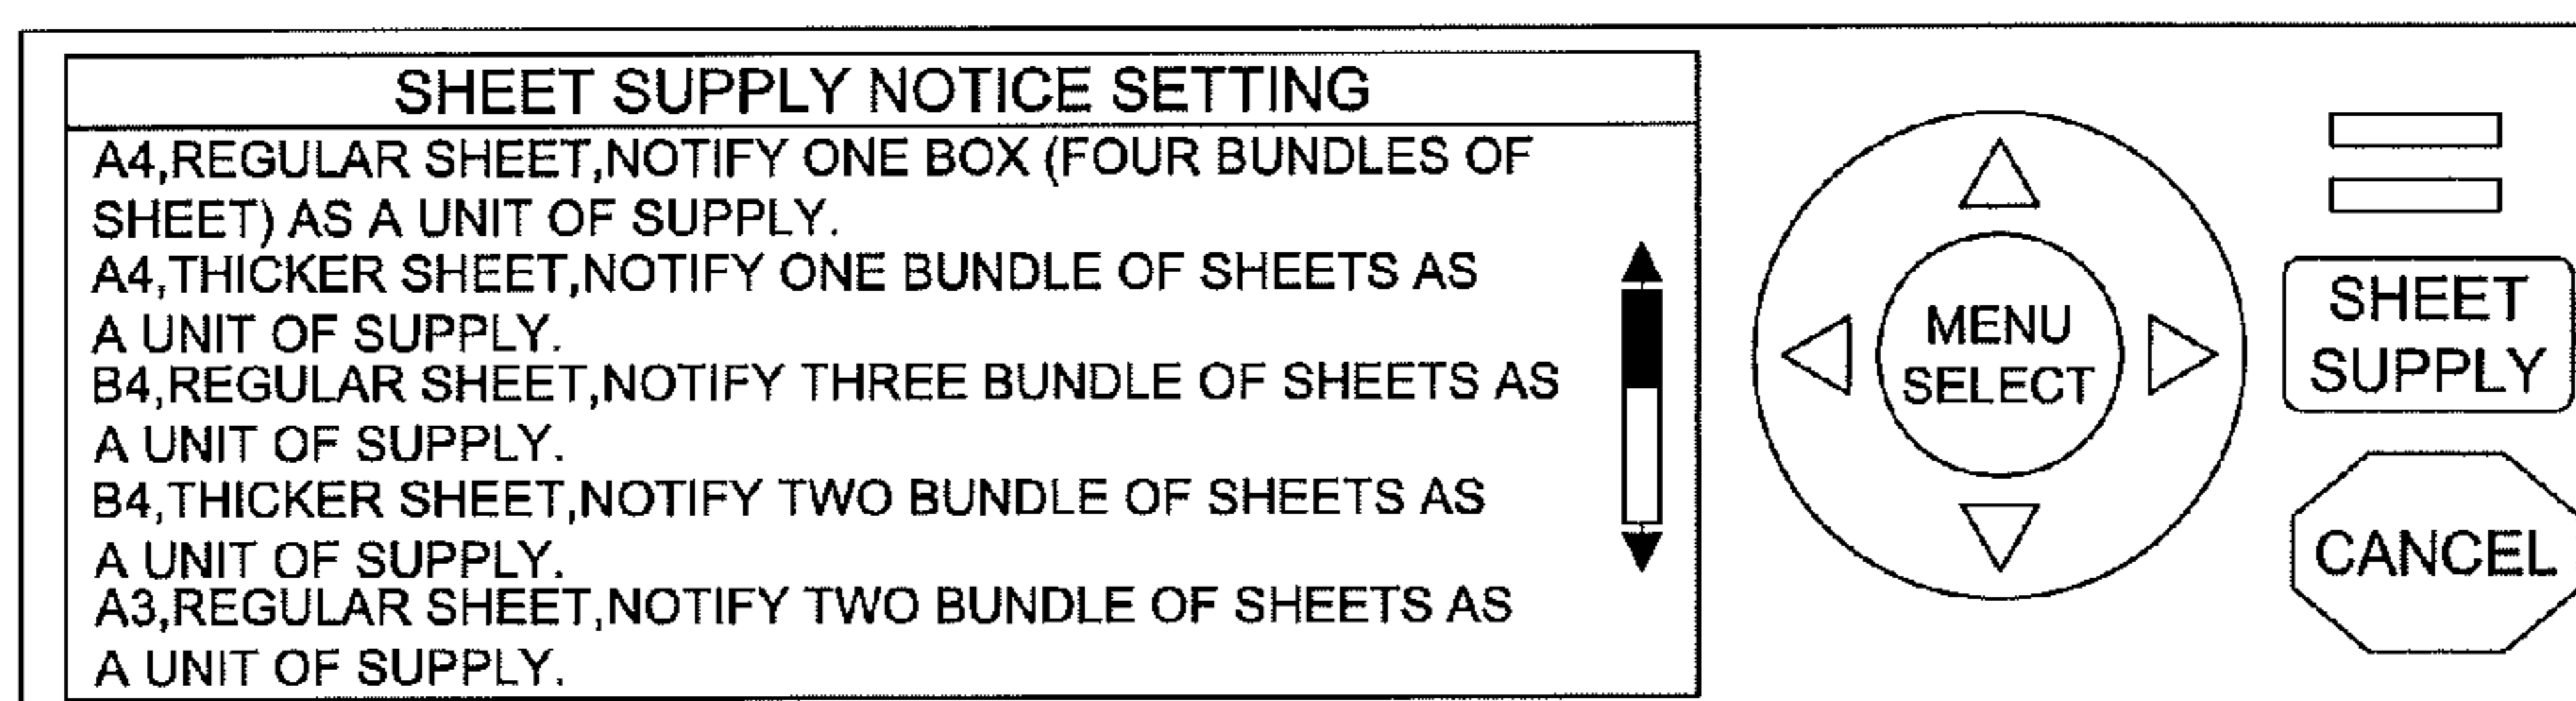 SHEET SUPPLY NOTICE SETTING
A4,REGULAR SHEET,NOTIFY ONE BOX (FOUR BUNDLES OF
SHEET) AS A UNIT OF SUPPLY.
A4,THICKER SHEET,NOTIFY ONE BUNDLE OF SHEETS AS
A UNIT OF SUPPLY.
B4,REGULAR SHEET,NOTIFY THREE BUNDLE OF SHEETS AS
A UNIT OF SUPPLY.
B4,THICKER SHEET,NOTIFY TWO BUNDLE OF SHEETS AS
A UNIT OF SUPPLY.
A3,REGULAR SHEET,NOTIFY TWO BUNDLE OF SHEETS AS
A UNIT OF SUPPLY.
MENU
SELECT
SHEET
SUPPLY
CANCEL